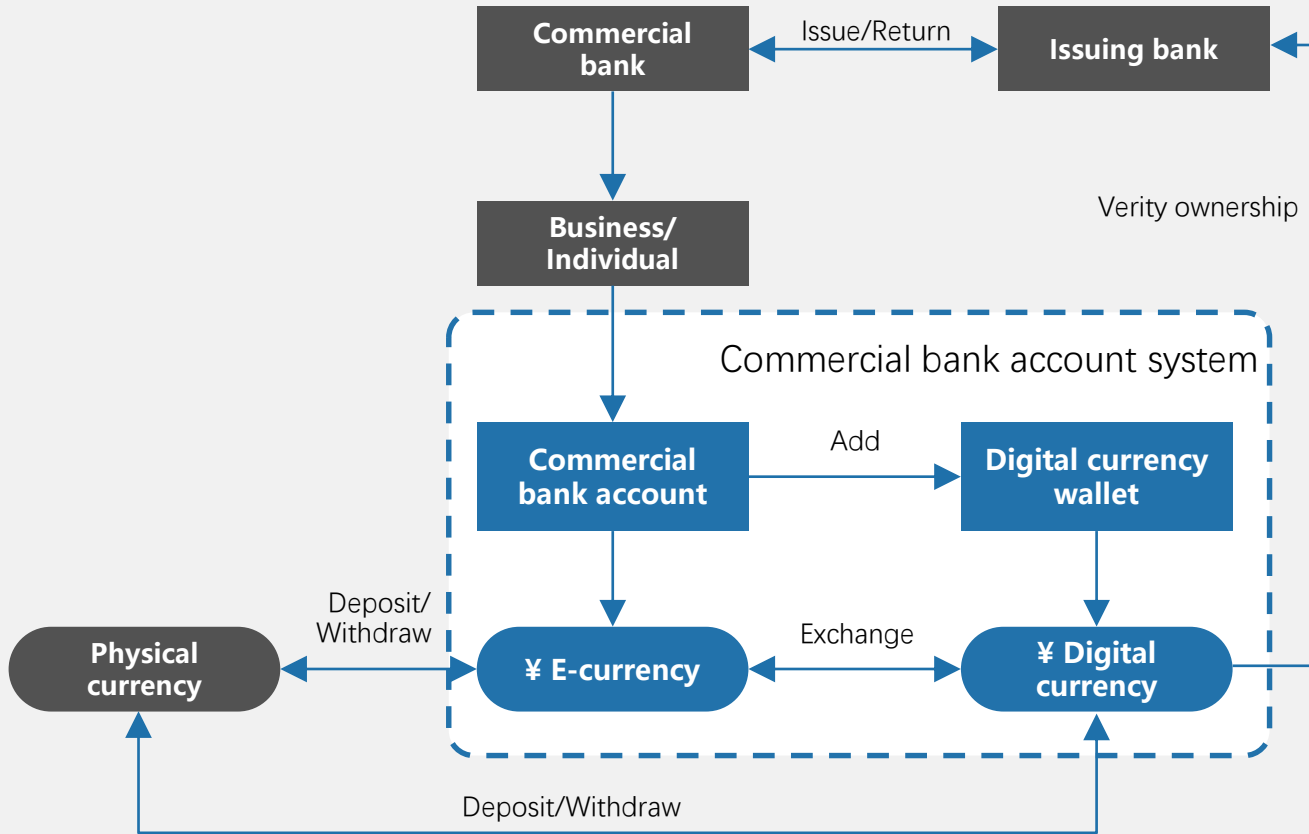 Commercial
bank
Issue/Return
Issuing bank
Verity ownership
Business/
Individual
Commercial bank account system
Commercial
bank account
Add
Digital currency
wallet
Deposit/
Withdraw
Physical
currency
¥ E-currency
Exchange
¥ Digital
currency
Deposit/Withdraw